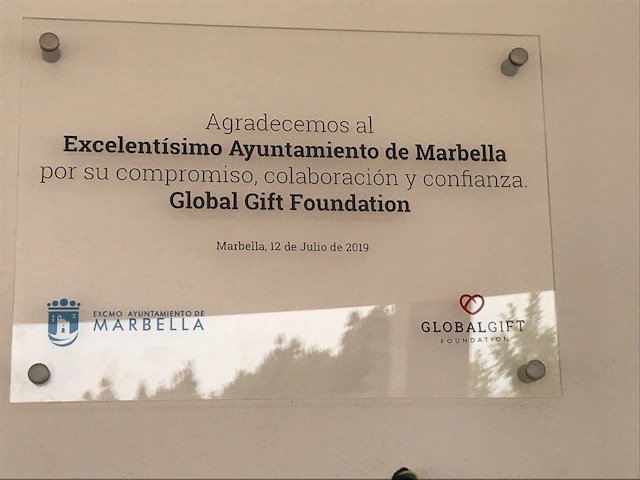 Agradecemos al
Excelentísimo Ayuntamiento de Marbella
por su compromiso, colaboración y confianza.
Global Gift Foundation
Marbella, 12 de Julio de 2019
EXCMO AYUNTAMIENTO DE
MARBELLA
GLOBALGIFT
FOUNDATION